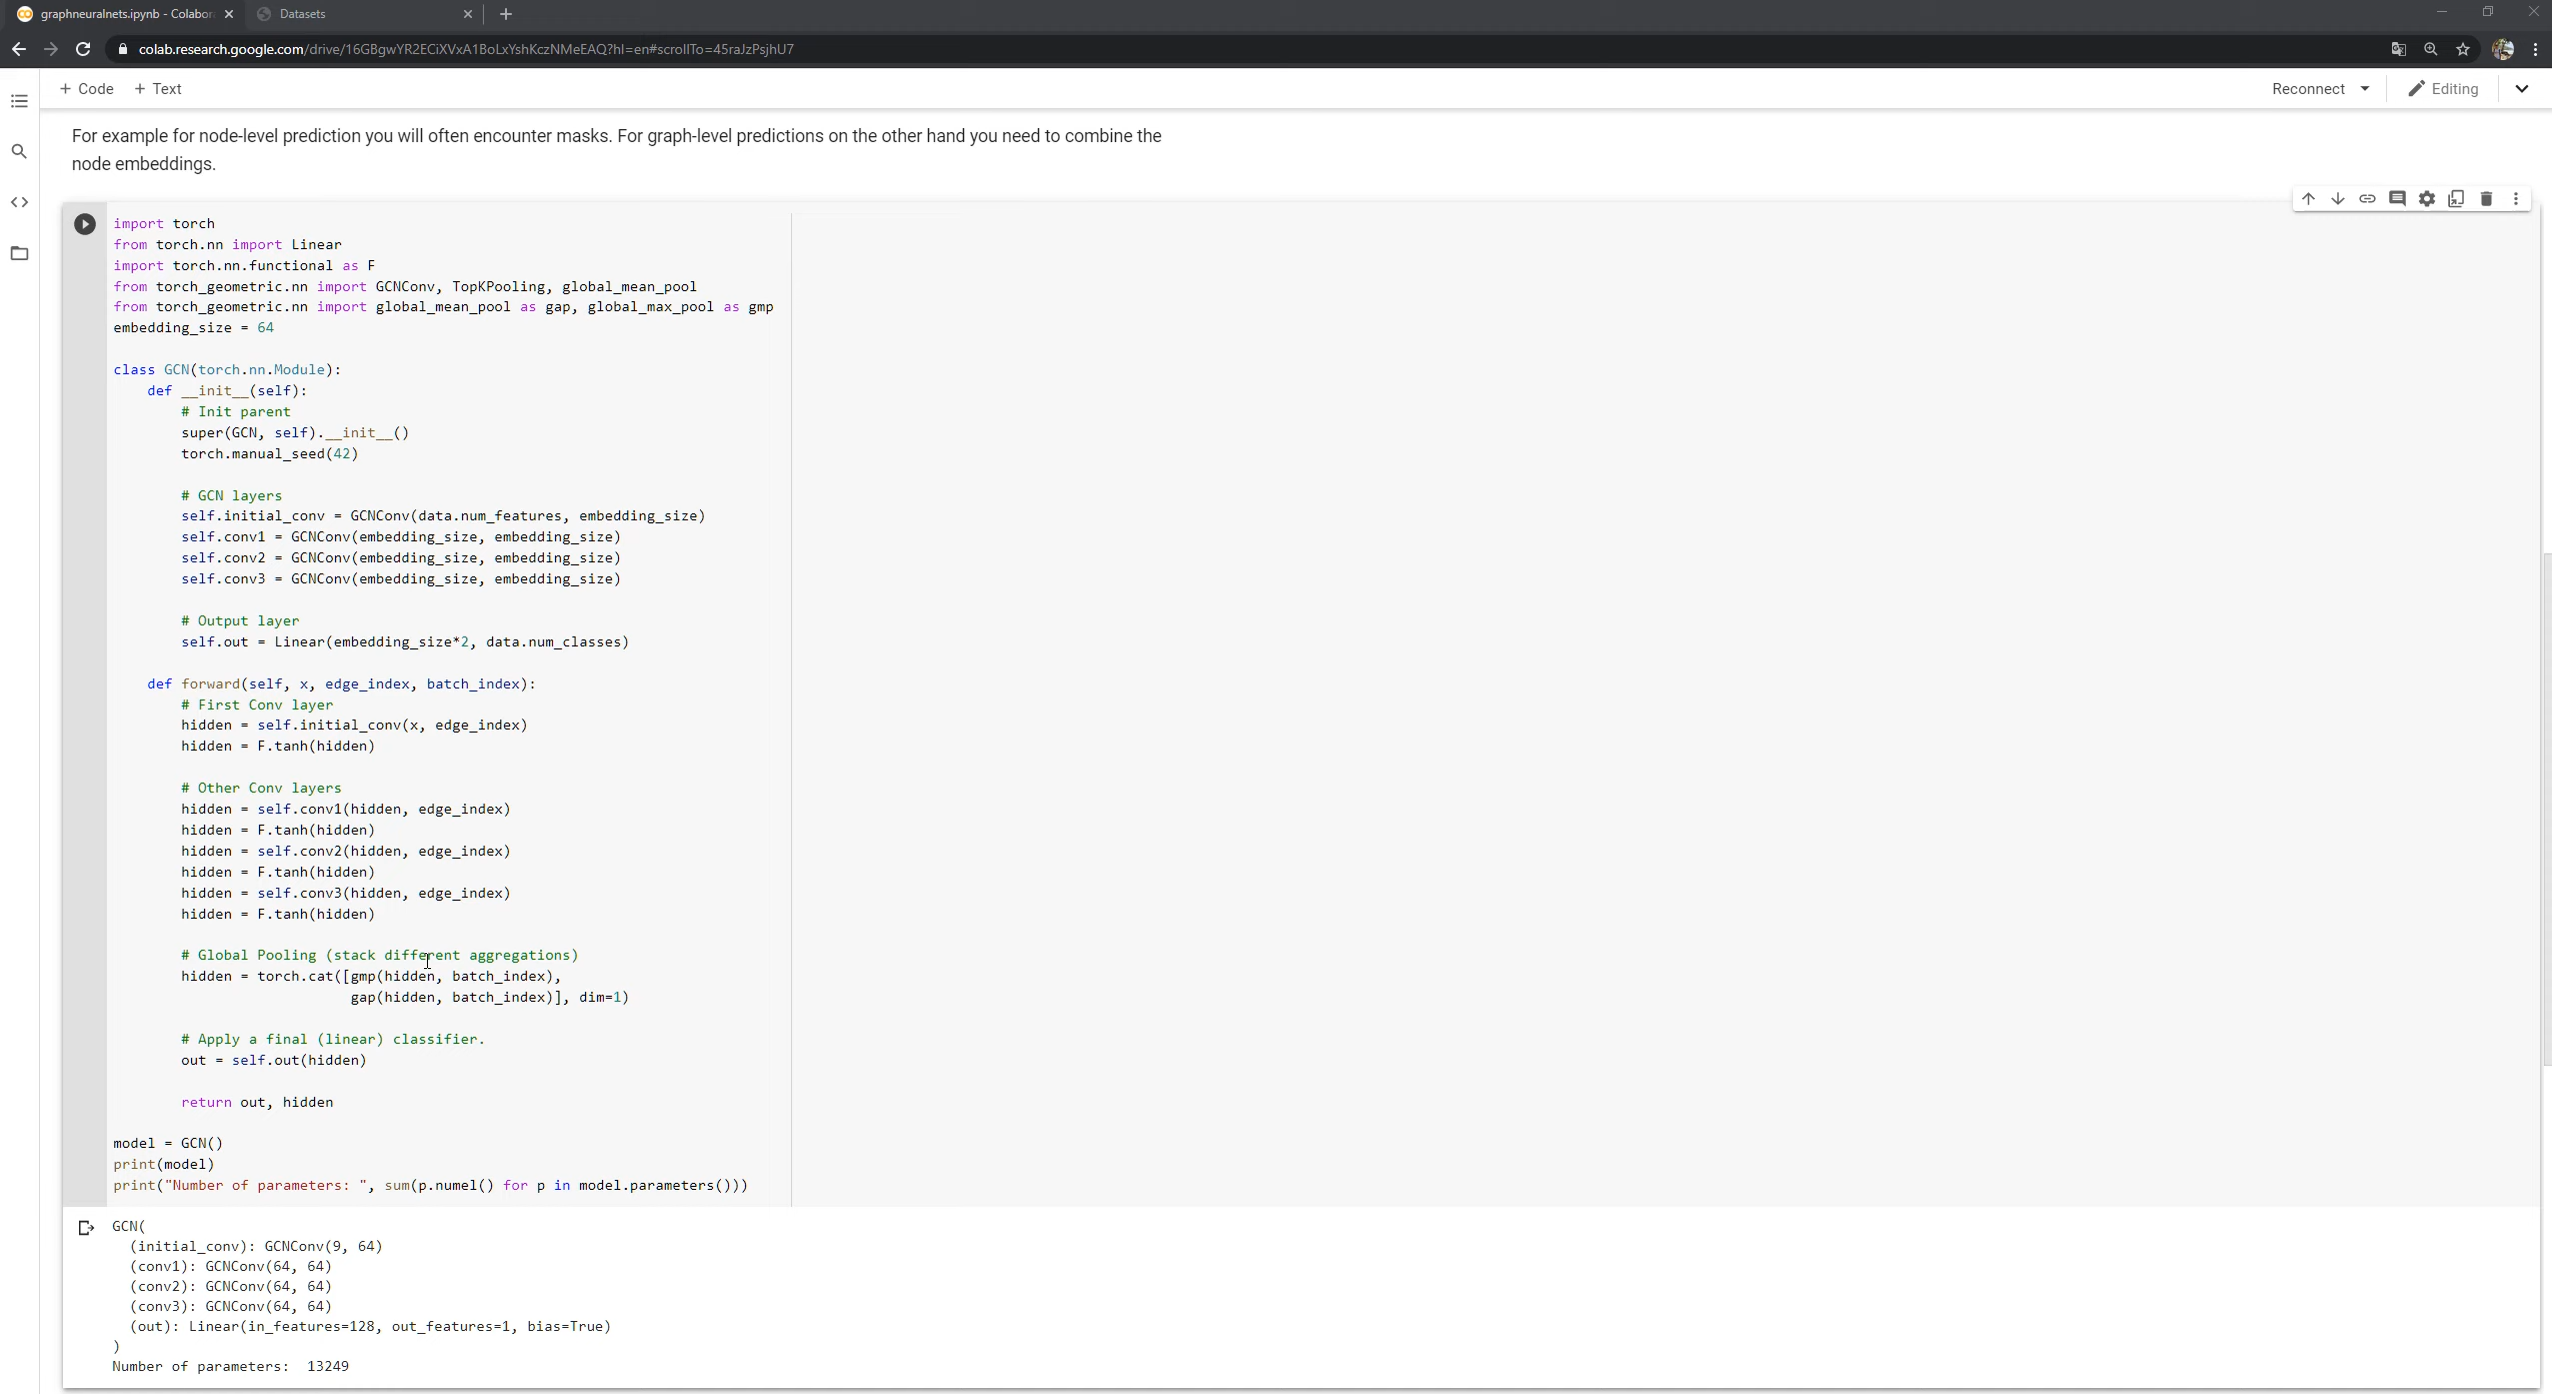 graphneuralnets.ipynb - Colabor
Datasets
colab.research.google.com/drive/16GBgwYR2ECiXVxA1BoLxYshKczNMeEAQ?hl=en#scrollTo=45raJzPsjhU7
+ Code + Text
Reconnect
Editing
For example for node-level prediction you will often encounter masks. For graph-level predictions on the other hand you need to combine the
node embeddings.
import torch
from torch.nn import Linear
import torch.nn.functional as F
from torch_geometric.nn import GCNConv, TopKPooling, global_mean_pool
from torch_geometric.nn import global_mean_pool as gap, global_max_pool as gmp
embedding_size = 64
class GCN(torch.nn.Module):
    def __init__(self):
        # Init parent
        super(GCN, self).__init__()
        torch.manual_seed(42)
        # GCN layers
        self.initial_conv = GCNConv(data.num_features, embedding_size)
        self.conv1 = GCNConv(embedding_size, embedding_size)
        self.conv2 = GCNConv(embedding_size, embedding_size)
        self.conv3 = GCNConv(embedding_size, embedding_size)
        # Output layer
        self.out = Linear(embedding_size*2, data.num_classes)
    def forward(self, x, edge_index, batch_index):
        # First Conv layer
        hidden = self.initial_conv(x, edge_index)
        hidden = F.tanh(hidden)
        # Other Conv layers
        hidden = self.conv1(hidden, edge_index)
        hidden = F.tanh(hidden)
        hidden = self.conv2(hidden, edge_index)
        hidden = F.tanh(hidden)
        hidden = self.conv3(hidden, edge_index)
        hidden = F.tanh(hidden)
        # Global Pooling (stack different aggregations)
        hidden = torch.cat([gmp(hidden, batch_index),
                            gap(hidden, batch_index)], dim=1)
        # Apply a final (linear) classifier.
        out = self.out(hidden)
        return out, hidden
model = GCN()
print(model)
print("Number of parameters: ", sum(p.numel() for p in model.parameters()))
GCN(
  (initial_conv): GCNConv(9, 64)
  (conv1): GCNConv(64, 64)
  (conv2): GCNConv(64, 64)
  (conv3): GCNConv(64, 64)
  (out): Linear(in_features=128, out_features=1, bias=True)
)
Number of parameters:  13249